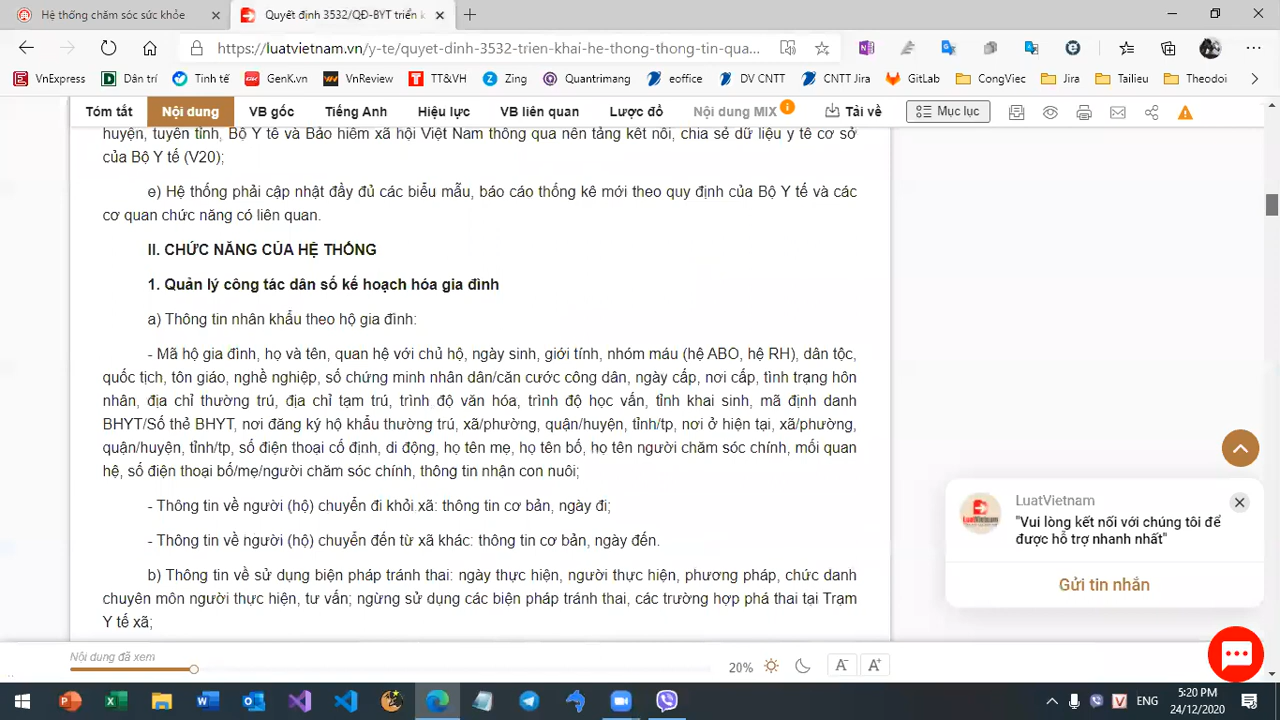 Hệ thống chăm sóc sức khỏe
Quyết định 3532/QĐ-BYT triển k
https://luatvietnam.vn/y-te/quyet-dinh-3532-trien-khai-he-thong-thong-tin-qua...
VnExpress
Dân trí
Tinh tế
GenK.vn
VnReview
TT&VH
Zing
Quantrimang
eoffice
DV CNTT
CNTT Jira
GitLab
CongViec
Jira
Tailieu
Theodoi
Tóm tắt
Nội dung
VB gốc
Tiếng Anh
Hiệu lực
VB liên quan
Lược đồ
Nội dung MIX
Tải về
Mục lục
huyện, tuyến tỉnh, Bộ Y tế và Bảo hiểm xã hội Việt Nam thông qua nền tảng kết nối, chia sẻ dữ liệu y tế cơ sở
của Bộ Y tế (V20);
e) Hệ thống phải cập nhật đầy đủ các biểu mẫu, báo cáo thống kê mới theo quy định của Bộ Y tế và các
cơ quan chức năng có liên quan.
II. CHỨC NĂNG CỦA HỆ THỐNG
1. Quản lý công tác dân số kế hoạch hóa gia đình
a) Thông tin nhân khẩu theo hộ gia đình:
- Mã hộ gia đình, họ và tên, quan hệ với chủ hộ, ngày sinh, giới tính, nhóm máu (hệ ABO, hệ RH), dân tộc,
quốc tịch, tôn giáo, nghề nghiệp, số chứng minh nhân dân/căn cước công dân, ngày cấp, nơi cấp, tình trạng hôn
nhân, địa chỉ thường trú, địa chỉ tạm trú, trình độ văn hóa, trình độ học vấn, tỉnh khai sinh, mã định danh
BHYT/Số thẻ BHYT, nơi đăng ký hộ khẩu thường trú, xã/phường, quận/huyện, tỉnh/tp, nơi ở hiện tại, xã/phường,
quận/huyện, tỉnh/tp, số điện thoại cố định, di động, họ tên mẹ, họ tên bố, họ tên người chăm sóc chính, mối quan
hệ, số điện thoại bố/mẹ/người chăm sóc chính, thông tin nhận con nuôi;
- Thông tin về người (hộ) chuyển đi khỏi xã: thông tin cơ bản, ngày đi;
- Thông tin về người (hộ) chuyển đến từ xã khác: thông tin cơ bản, ngày đến.
b) Thông tin về sử dụng biện pháp tránh thai: ngày thực hiện, người thực hiện, phương pháp, chức danh
chuyên môn người thực hiện, tư vấn; ngừng sử dụng các biện pháp tránh thai, các trường hợp phá thai tại Trạm
Y tế xã;
LuatVietnam
"Vui lòng kết nối với chúng tôi để
được hỗ trợ nhanh nhất"
Gửi tin nhắn
Nội dung đã xem
20%
A-
A+
ENG
5:20 PM
24/12/2020